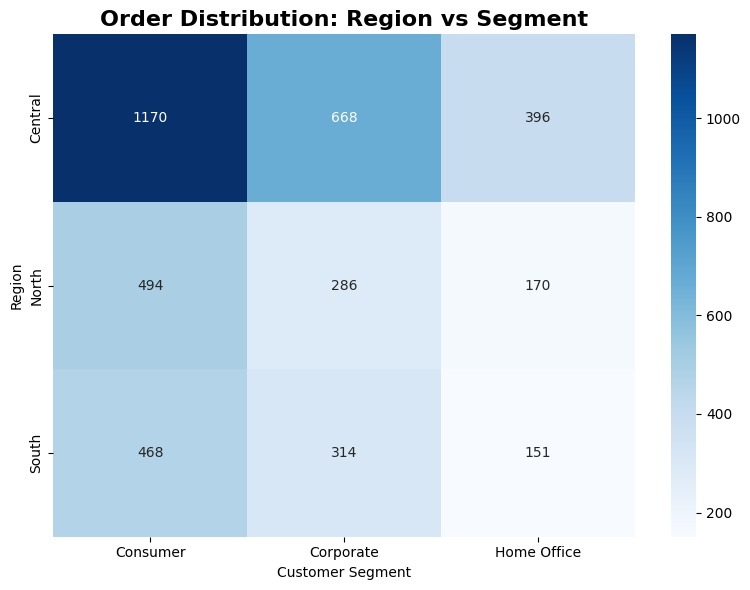 Order Distribution: Region vs Segment
Region
Central
1170 668 396
North
494 286 170
South
468 314 151
Consumer Corporate Home Office
Customer Segment
1000
800
600
400
200